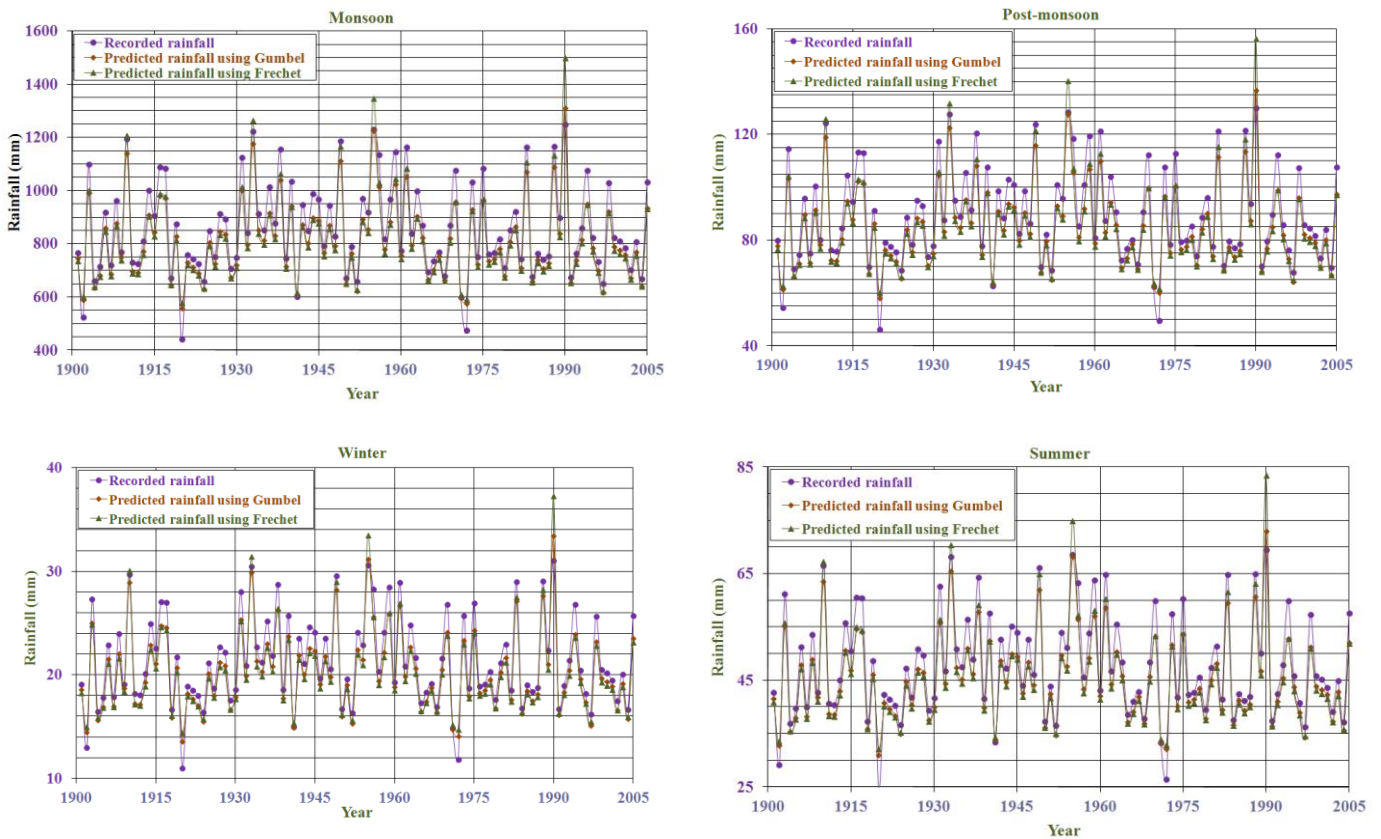 Monsoon
Rainfall (mm)
1600
1400
1200
1000
800
600
400
Recorded rainfall
Predicted rainfall using Gumbel
Predicted rainfall using Frechet
1900 1915 1930 1945 1960 1975 1990 2005
Year
Post-monsoon
Rainfall (mm)
160
120
80
40
Recorded rainfall
Predicted rainfall using Gumbel
Predicted rainfall using Frechet
1900 1915 1930 1945 1960 1975 1990 2005
Year
Winter
Rainfall (mm)
40
30
20
10
Recorded rainfall
Predicted rainfall using Gumbel
Predicted rainfall using Frechet
1900 1915 1930 1945 1960 1975 1990 2005
Year
Summer
Rainfall (mm)
85
65
45
25
Recorded rainfall
Predicted rainfall using Gumbel
Predicted rainfall using Frechet
1900 1915 1930 1945 1960 1975 1990 2005
Year